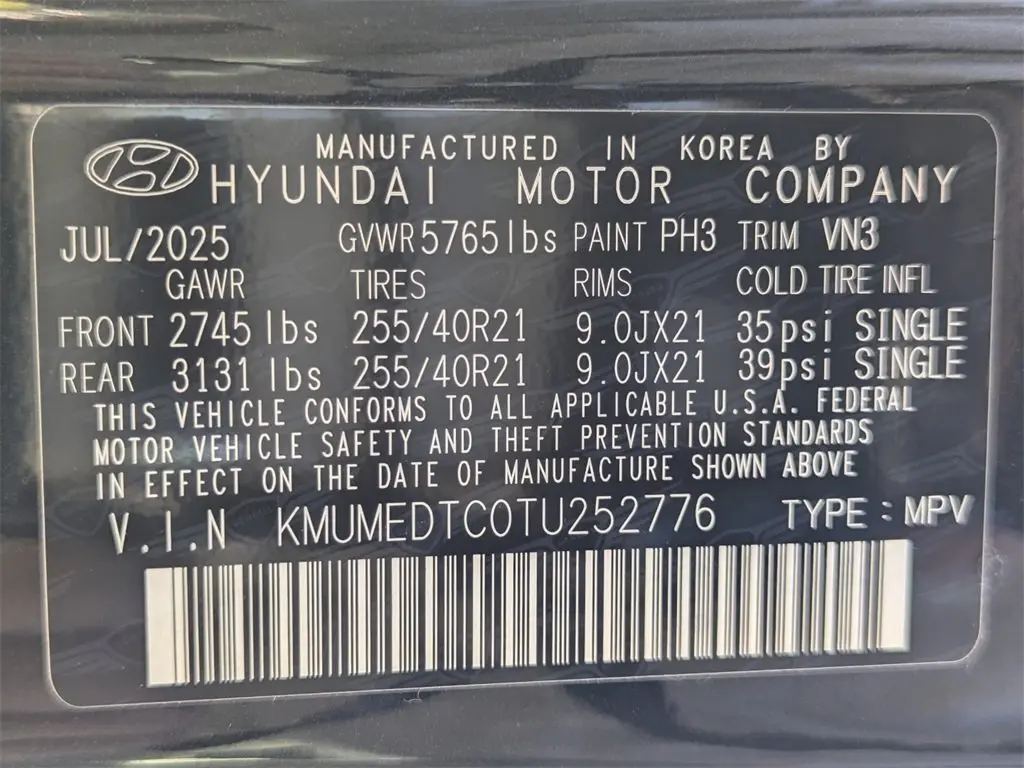 MANUFACTURED IN KOREA BY
HYUNDAI MOTOR COMPANY
JUL/2025 GVWR 5765lbs PAINT PH3 TRIM VN3
GAWR TIRES RIMS COLD TIRE INFL
FRONT 2745 lbs 255/40R21 9.0JX21 35psi SINGLE
REAR 3131 lbs 255/40R21 9.0JX21 39psi SINGLE
THIS VEHICLE CONFORMS TO ALL APPLICABLE U.S.A. FEDERAL
MOTOR VEHICLE SAFETY AND THEFT PREVENTION STANDARDS
IN EFFECT ON THE DATE OF MANUFACTURE SHOWN ABOVE
V.I.N KMUMEDTC0TU252776 TYPE : MPV